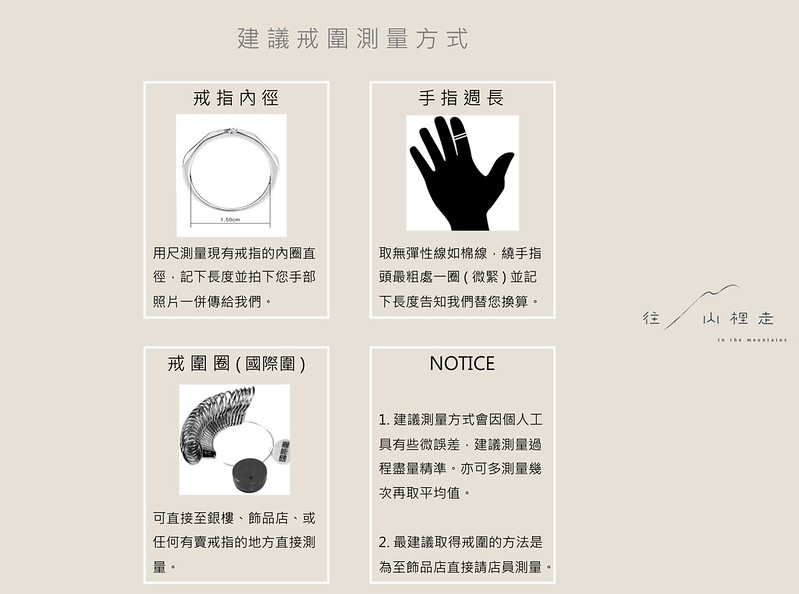 建議戒圍測量方式
戒指內徑
1.50cm
用尺測量現有戒指的內圈直
徑，記下長度並拍下您手部
照片一併傳給我們。
手指週長
取無彈性線如棉線，繞手指
頭最粗處一圈(微緊)並記
下長度告知我們替您換算。
戒圍圈(國際圍)
可直接至銀樓、飾品店、或
任何有賣戒指的地方直接測
量。
NOTICE
1. 建議測量方式會因個人工
具有些微誤差，建議測量過
程盡量精準。亦可多測量幾
次再取平均值。
2. 最建議取得戒圍的方法是
為至飾品店直接請店員測量。
往 山裡走
in the mountains